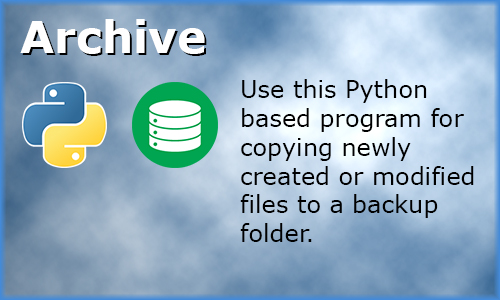 Archive
Use this Python
based program for
copying newly
created or modified
files to a backup
folder.